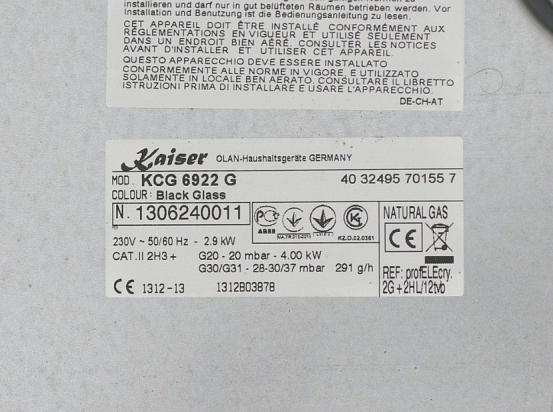 installieren und darf nur in gut belüfteten Räumen betrieben werden. Vor
Installation und Benutzung ist die Bedienungsanleitung zu lesen.
CET APPAREIL DOIT ÊTRE INSTALLÉ CONFORMÉMENT AUX
RÉGLEMENTATIONS EN VIGUEUR ET UTILISÉ SEULEMENT
DANS UN ENDROIT BIEN AÉRÉ. CONSULTER LES NOTICES
AVANT D'INSTALLER ET UTILISER CET APPAREIL.
QUESTO APPARECCHIO DEVE ESSERE INSTALLATO
CONFORMEMENTE ALLE NORME IN VIGORE, E UTILIZZATO
SOLAMENTE IN LOCALE BEN AERATO. CONSULTARE IL LIBRETTO
ISTRUZIONI PRIMA DI INSTALLARE E USARE L'APPARECCHIO.
DE-CH-AT
Kaiser OLAN-Haushaltsgeräte GERMANY
MOD. KCG 6922 G 40 32495 70155 7
COLOUR: Black Glass
N. 1306240011
KZ.O.02.0361
NATURAL GAS
CE
230V ~ 50/60 Hz - 2.9 kW
CAT.II 2H3+ G20 - 20 mbar - 4.00 kW
G30/G31 - 28-30/37 mbar 291 g/h
REF: profELEcry.
2G+2HL/12tvb
CE 1312-13 1312B03878